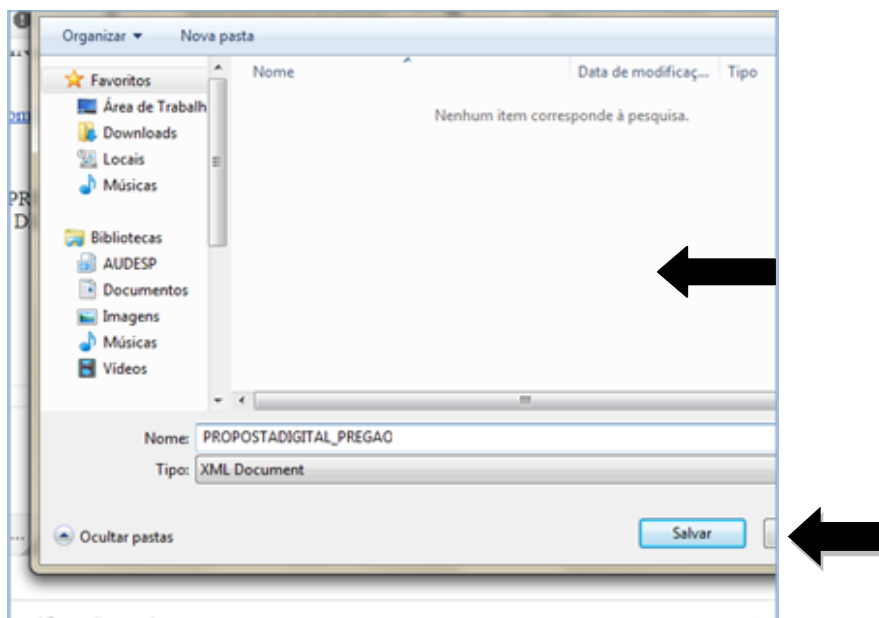 Organizar Nova pasta
Favoritos
Área de Trabalh
Downloads
Locais
Músicas
Bibliotecas
AUDESP
Documentos
Imagens
Músicas
Vídeos
Nome Data de modificaç... Tipo
Nenhum item corresponde à pesquisa.
PR
D
Nome: PROPOSTADIGITAL_PREGAO
Tipo: XML Document
... Ocultar pastas Salvar